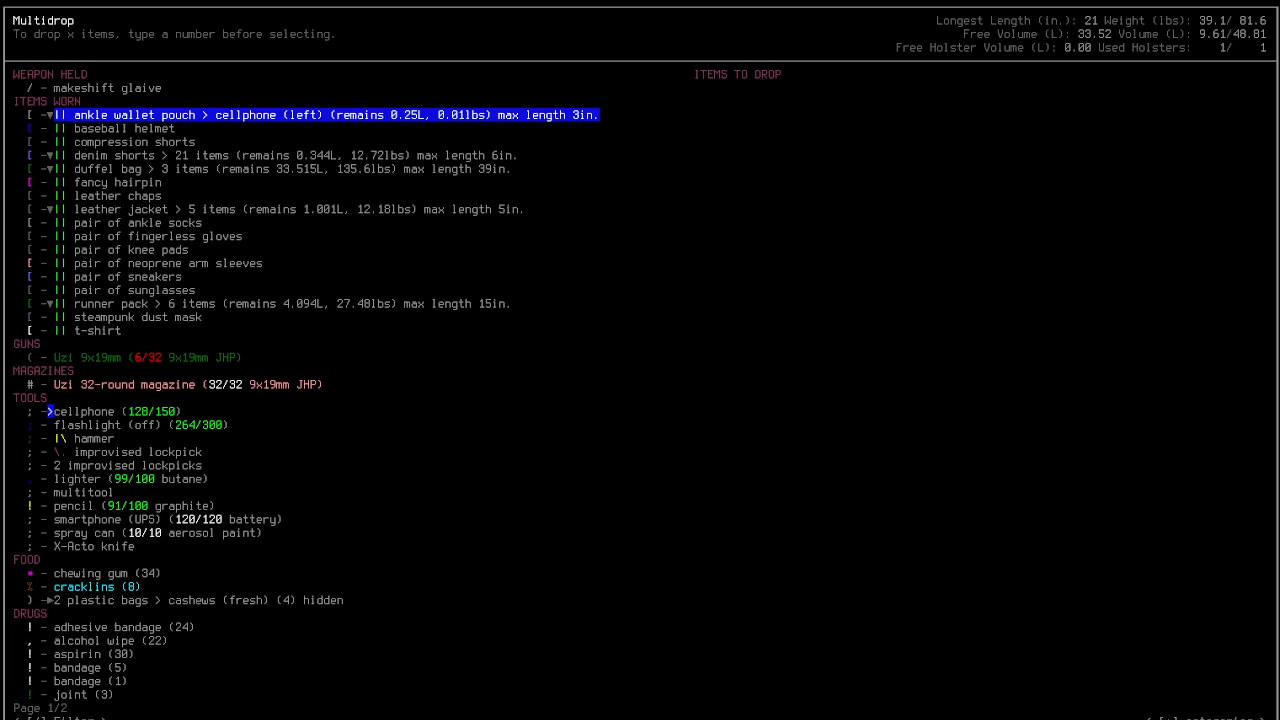 Multidrop
To drop x items, type a number before selecting.
Longest Length (in.): 21 Weight (lbs): 39.1/ 81.6
Free Volume (L): 33.52 Volume (L): 9.61/48.81
Free Holster Volume (L): 0.00 Used Holsters: 1/ 1
WEAPON HELD
/ - makeshift glaive
ITEMS WORN
[ -▼|| ankle wallet pouch > cellphone (left) (remains 0.25L, 0.01lbs) max length 3in.
[ - || baseball helmet
[ - || compression shorts
[ -▼|| denim shorts > 21 items (remains 0.344L, 12.72lbs) max length 6in.
[ -▼|| duffel bag > 3 items (remains 33.515L, 135.6lbs) max length 39in.
[ - || fancy hairpin
[ - || leather chaps
[ -▼|| leather jacket > 5 items (remains 1.001L, 12.18lbs) max length 5in.
[ - || pair of ankle socks
[ - || pair of fingerless gloves
[ - || pair of knee pads
[ - || pair of neoprene arm sleeves
[ - || pair of sneakers
[ - || pair of sunglasses
[ -▼|| runner pack > 6 items (remains 4.094L, 27.48lbs) max length 15in.
[ - || steampunk dust mask
[ - || t-shirt
GUNS
( - Uzi 9x19mm (6/32 9x19mm JHP)
MAGAZINES
# - Uzi 32-round magazine (32/32 9x19mm JHP)
TOOLS
; ->cellphone (128/150)
; - flashlight (off) (264/300)
; - |\ hammer
; - \. improvised lockpick
; - 2 improvised lockpicks
, - lighter (99/100 butane)
; - multitool
! - pencil (91/100 graphite)
; - smartphone (UPS) (120/120 battery)
; - spray can (10/10 aerosol paint)
; - X-Acto knife
FOOD
* - chewing gum (34)
% - cracklins (8)
) -►2 plastic bags > cashews (fresh) (4) hidden
DRUGS
! - adhesive bandage (24)
, - alcohol wipe (22)
! - aspirin (30)
! - bandage (5)
! - bandage (1)
! - joint (3)
Page 1/2
ITEMS TO DROP